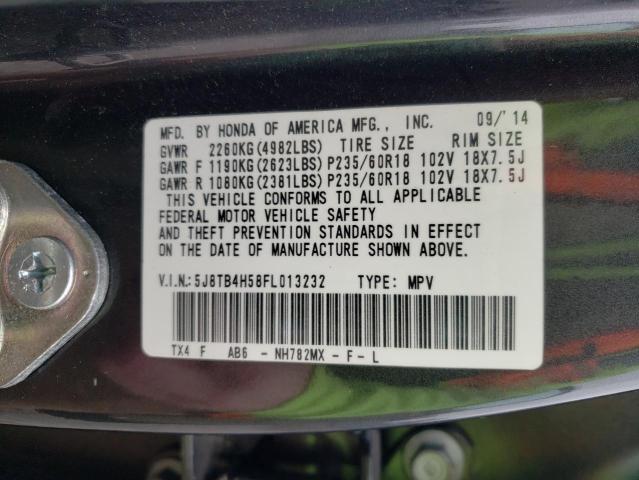 MFD. BY HONDA OF AMERICA MFG., INC. 09/'14
GVWR 2260KG(4982LBS) TIRE SIZE RIM SIZE
GAWR F 1190KG(2623LBS) P235/60R18 102V 18X7.5J
GAWR R 1080KG(2381LBS) P235/60R18 102V 18X7.5J
THIS VEHICLE CONFORMS TO ALL APPLICABLE
FEDERAL MOTOR VEHICLE SAFETY
AND THEFT PREVENTION STANDARDS IN EFFECT
ON THE DATE OF MANUFACTURE SHOWN ABOVE.
V.I.N.:5J8TB4H58FL013232 TYPE: MPV
TX4 F AB6 - NH782MX - F - L